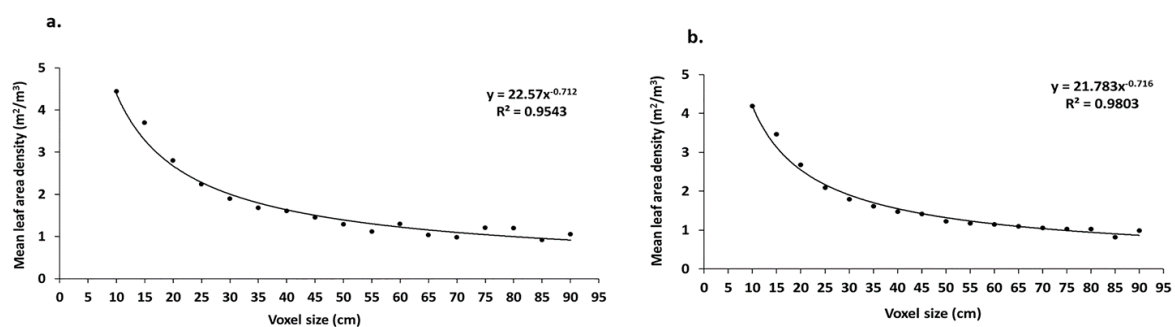 a.
Mean leaf area density (m²/m³)
5
4
3
2
1
0
y = 22.57x⁻⁰·⁷¹²
R² = 0.9543
0 5 10 15 20 25 30 35 40 45 50 55 60 65 70 75 80 85 90 95
Voxel size (cm)
b.
Mean leaf area density (m²/m³)
5
4
3
2
1
0
y = 21.783x⁻⁰·⁷¹⁶
R² = 0.9803
0 5 10 15 20 25 30 35 40 45 50 55 60 65 70 75 80 85 90 95
Voxel size (cm)